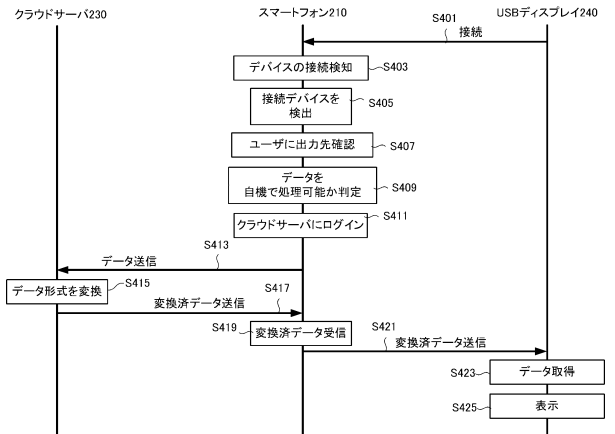 クラウドサーバ230
スマートフォン210
USBディスプレイ240
S401
接続
デバイスの接続検知
S403
接続デバイスを
検出
S405
ユーザに出力先確認
S407
データを
自機で処理可能か判定
S409
クラウドサーバにログイン
S411
S413
データ送信
データ形式を変換
S415
S417
変換済データ送信
S419
変換済データ受信
S421
変換済データ送信
S423
データ取得
S425
表示